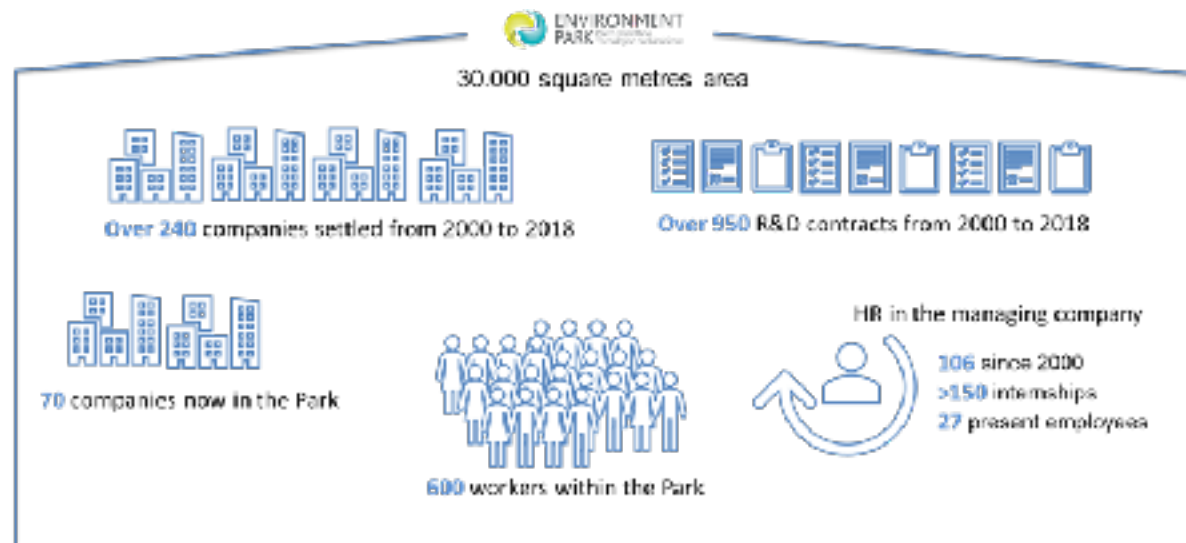 ENVIRONMENT
PARK
30.000 square metres area
Over 240 companies settled from 2000 to 2018
Over 950 R&D contracts from 2000 to 2018
70 companies now in the Park
600 workers within the Park
HR in the managing company
106 since 2000
>150 internships
27 present employees